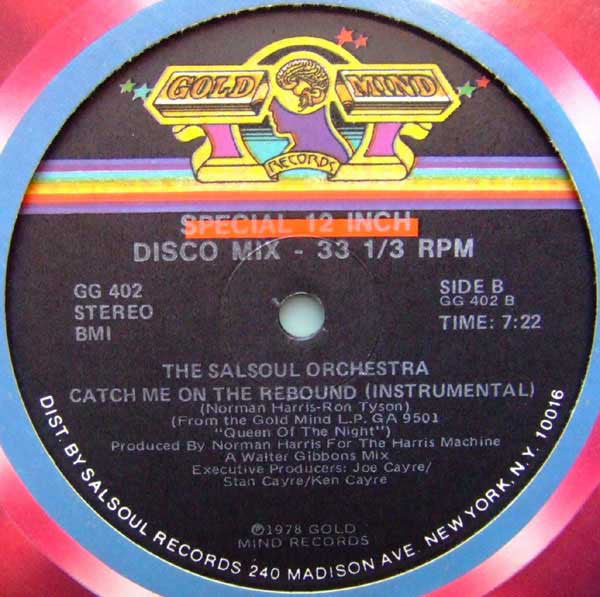 GOLD MIND
RECORDS
SPECIAL 12 INCH
DISCO MIX - 33 1/3 RPM
GG 402
STEREO
BMI
SIDE B
GG 402 B
TIME: 7:22
THE SALSOUL ORCHESTRA
CATCH ME ON THE REBOUND (INSTRUMENTAL)
(Norman Harris-Ron Tyson)
(From the Gold Mind L.P. GA 9501
"Queen Of The Night")
Produced By Norman Harris For The Harris Machine
A Walter Gibbons Mix
Executive Producers: Joe Cayre/
Stan Cayre/Ken Cayre
℗1978 GOLD
MIND RECORDS
DIST. BY SALSOUL RECORDS 240 MADISON AVE. NEW YORK, N.Y. 10016